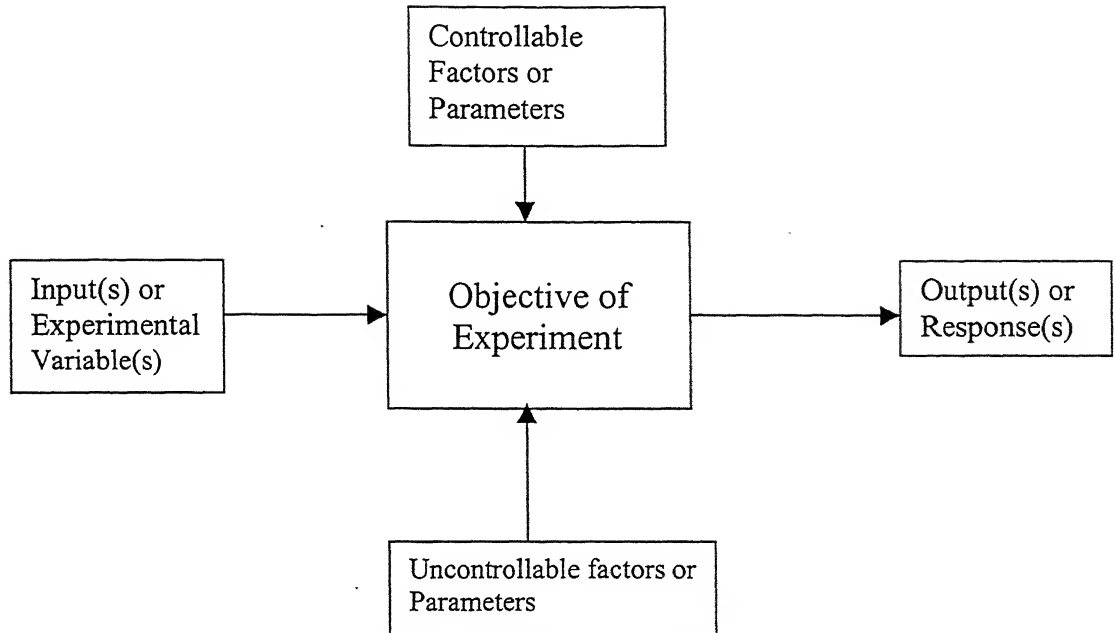 Controllable
Factors or
Parameters
Input(s) or
Experimental
Variable(s)
Objective of
Experiment
Output(s) or
Response(s)
Uncontrollable factors or
Parameters